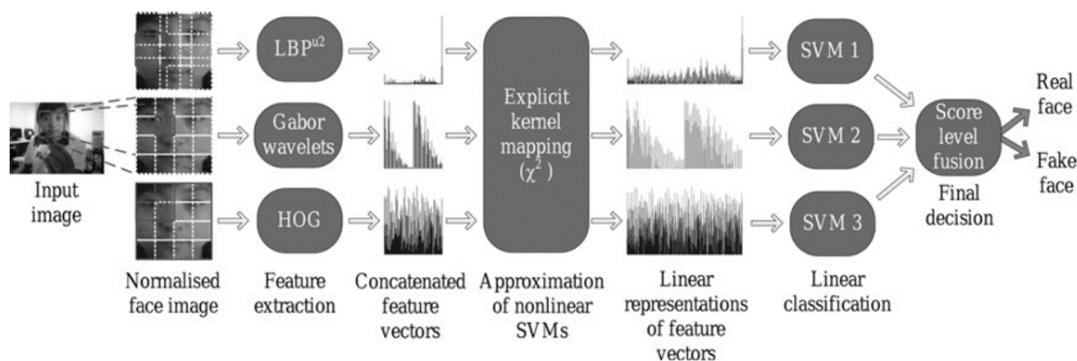 LBPu2
Gabor
wavelets
HOG
Explicit
kernel
mapping
(χ2)
SVM 1
SVM 2
SVM 3
Score
level
fusion
Real
face
Fake
face
Input
image
Final
decision
Normalised
face image
Feature
extraction
Concatenated
feature
vectors
Approximation
of nonlinear
SVMs
Linear
representations
of feature
vectors
Linear
classification